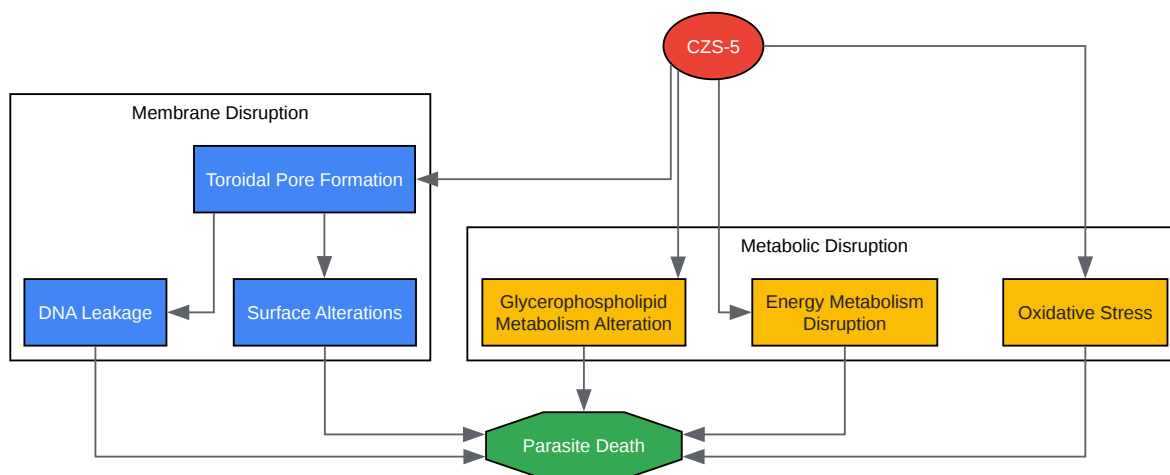 CZS-5
Membrane Disruption
Toroidal Pore Formation
Metabolic Disruption
DNA Leakage
Surface Alterations
Glycerophospholipid
Metabolism Alteration
Energy Metabolism
Disruption
Oxidative Stress
Parasite Death